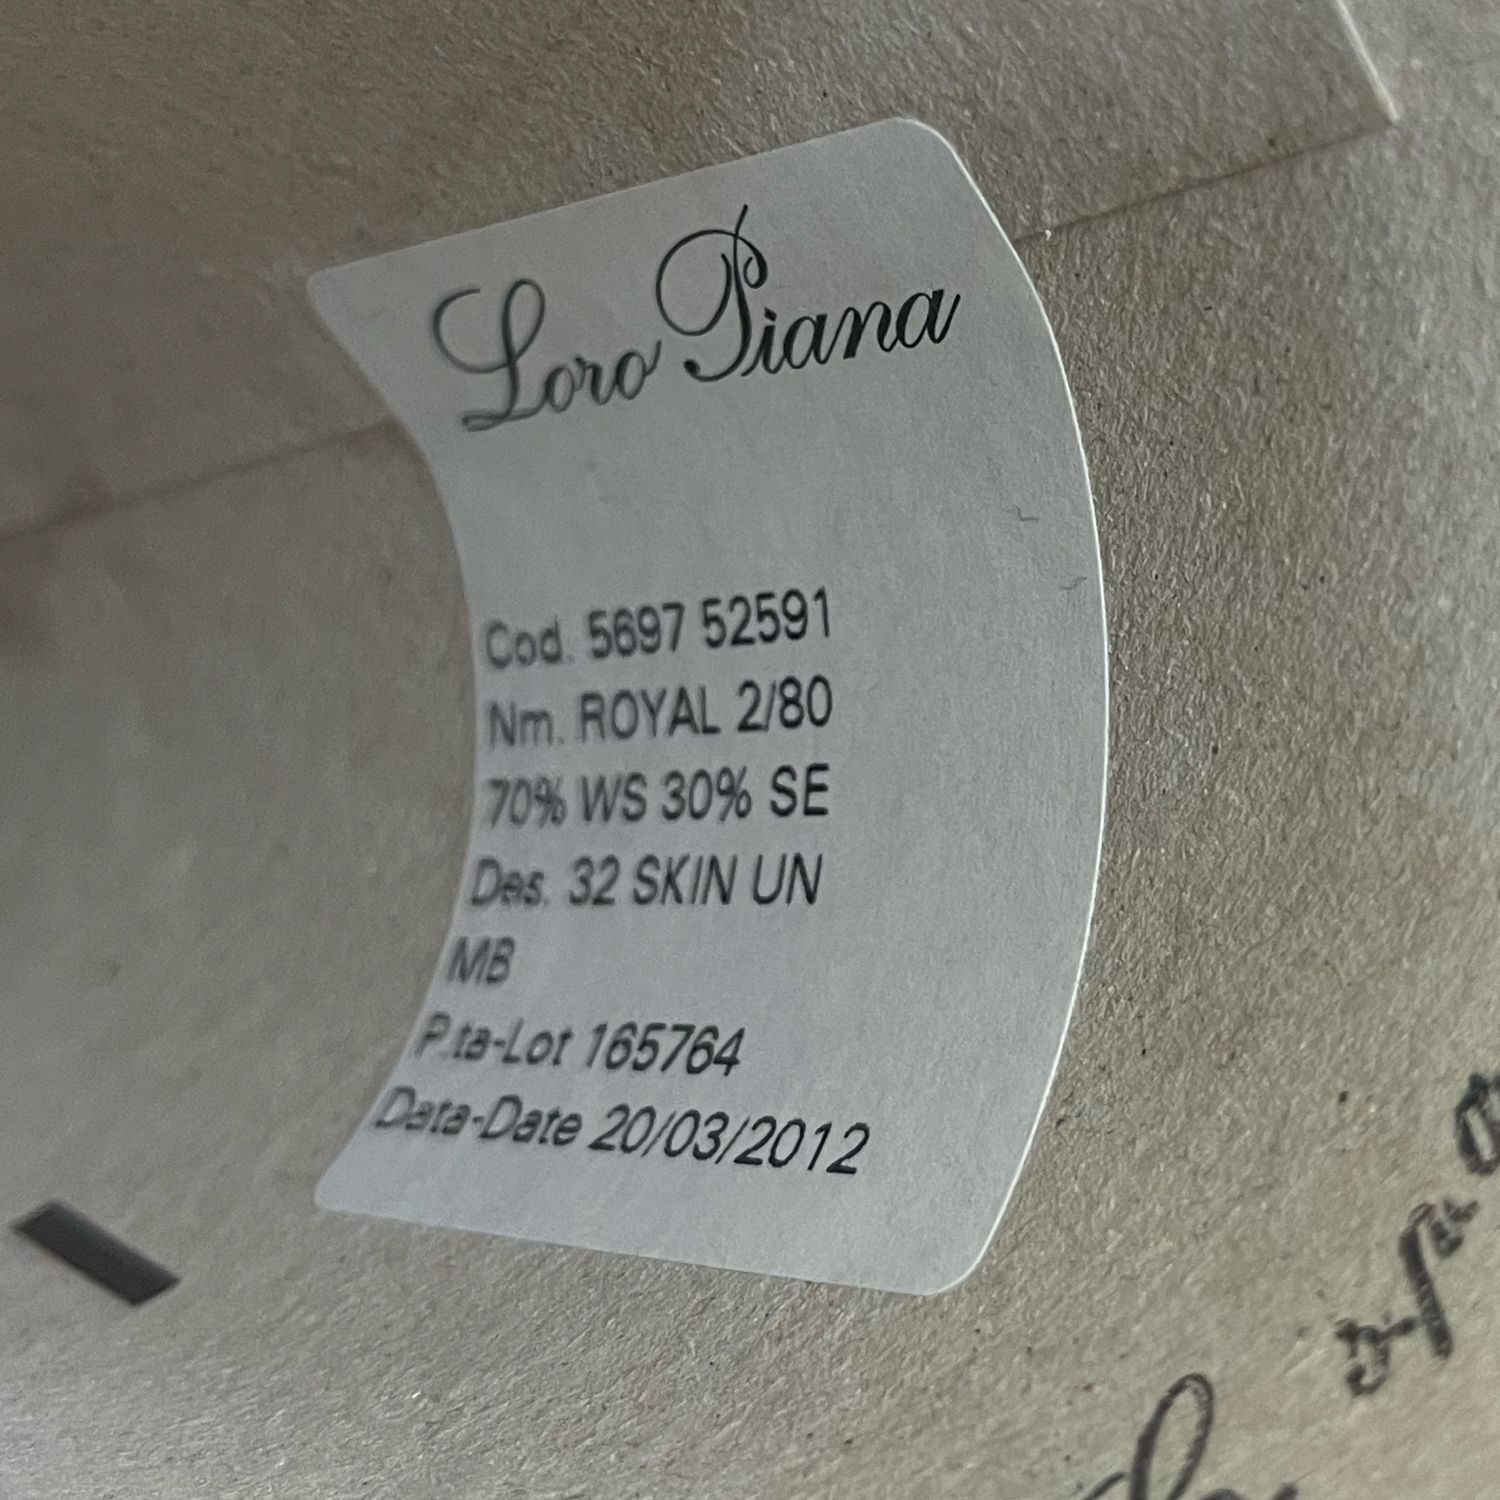 Loro Piana
Cod. 5697 52591
Nm. ROYAL 2/80
70% WS 30% SE
Des. 32 SKIN UN
MB
P.ta-Lot 165764
Data-Date 20/03/2012